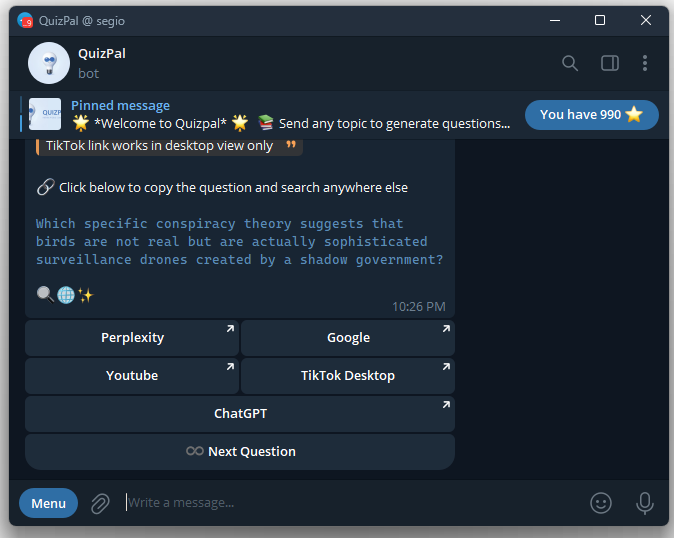 QuizPal @ segio
QuizPal
bot
Pinned message
🌟 *Welcome to Quizpal* 🌟 📚 Send any topic to generate questions...
You have 990 ⭐
QUIZP
TikTok link works in desktop view only
🔗 Click below to copy the question and search anywhere else
Which specific conspiracy theory suggests that
birds are not real but are actually sophisticated
surveillance drones created by a shadow government?
🔍🌐✨
10:26 PM
Perplexity
Google
Youtube
TikTok Desktop
ChatGPT
♾ Next Question
Menu
Write a message...